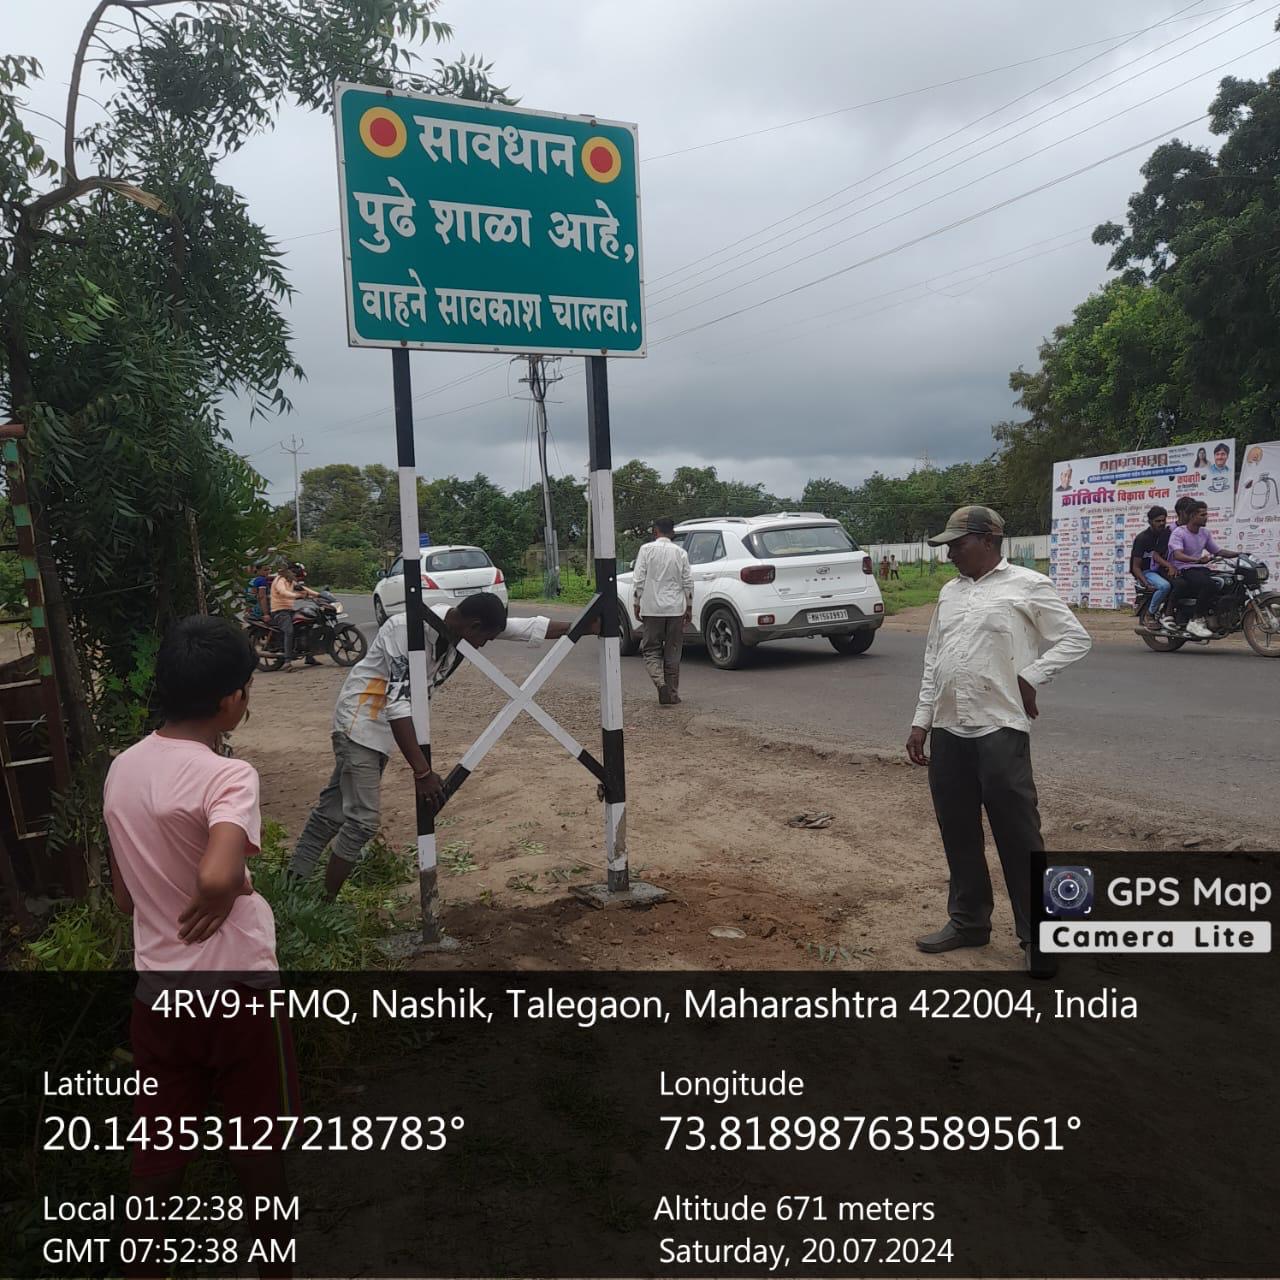 सावधान
पुढे शाळा आहे,
वाहने सावकाश चालवा.
क्रांतिवीर विकास पॅनल
कपबशी
GPS Map
Camera Lite
4RV9+FMQ, Nashik, Talegaon, Maharashtra 422004, India
Latitude
20.14353127218783°
Longitude
73.81898763589561°
Local 01:22:38 PM
GMT 07:52:38 AM
Altitude 671 meters
Saturday, 20.07.2024